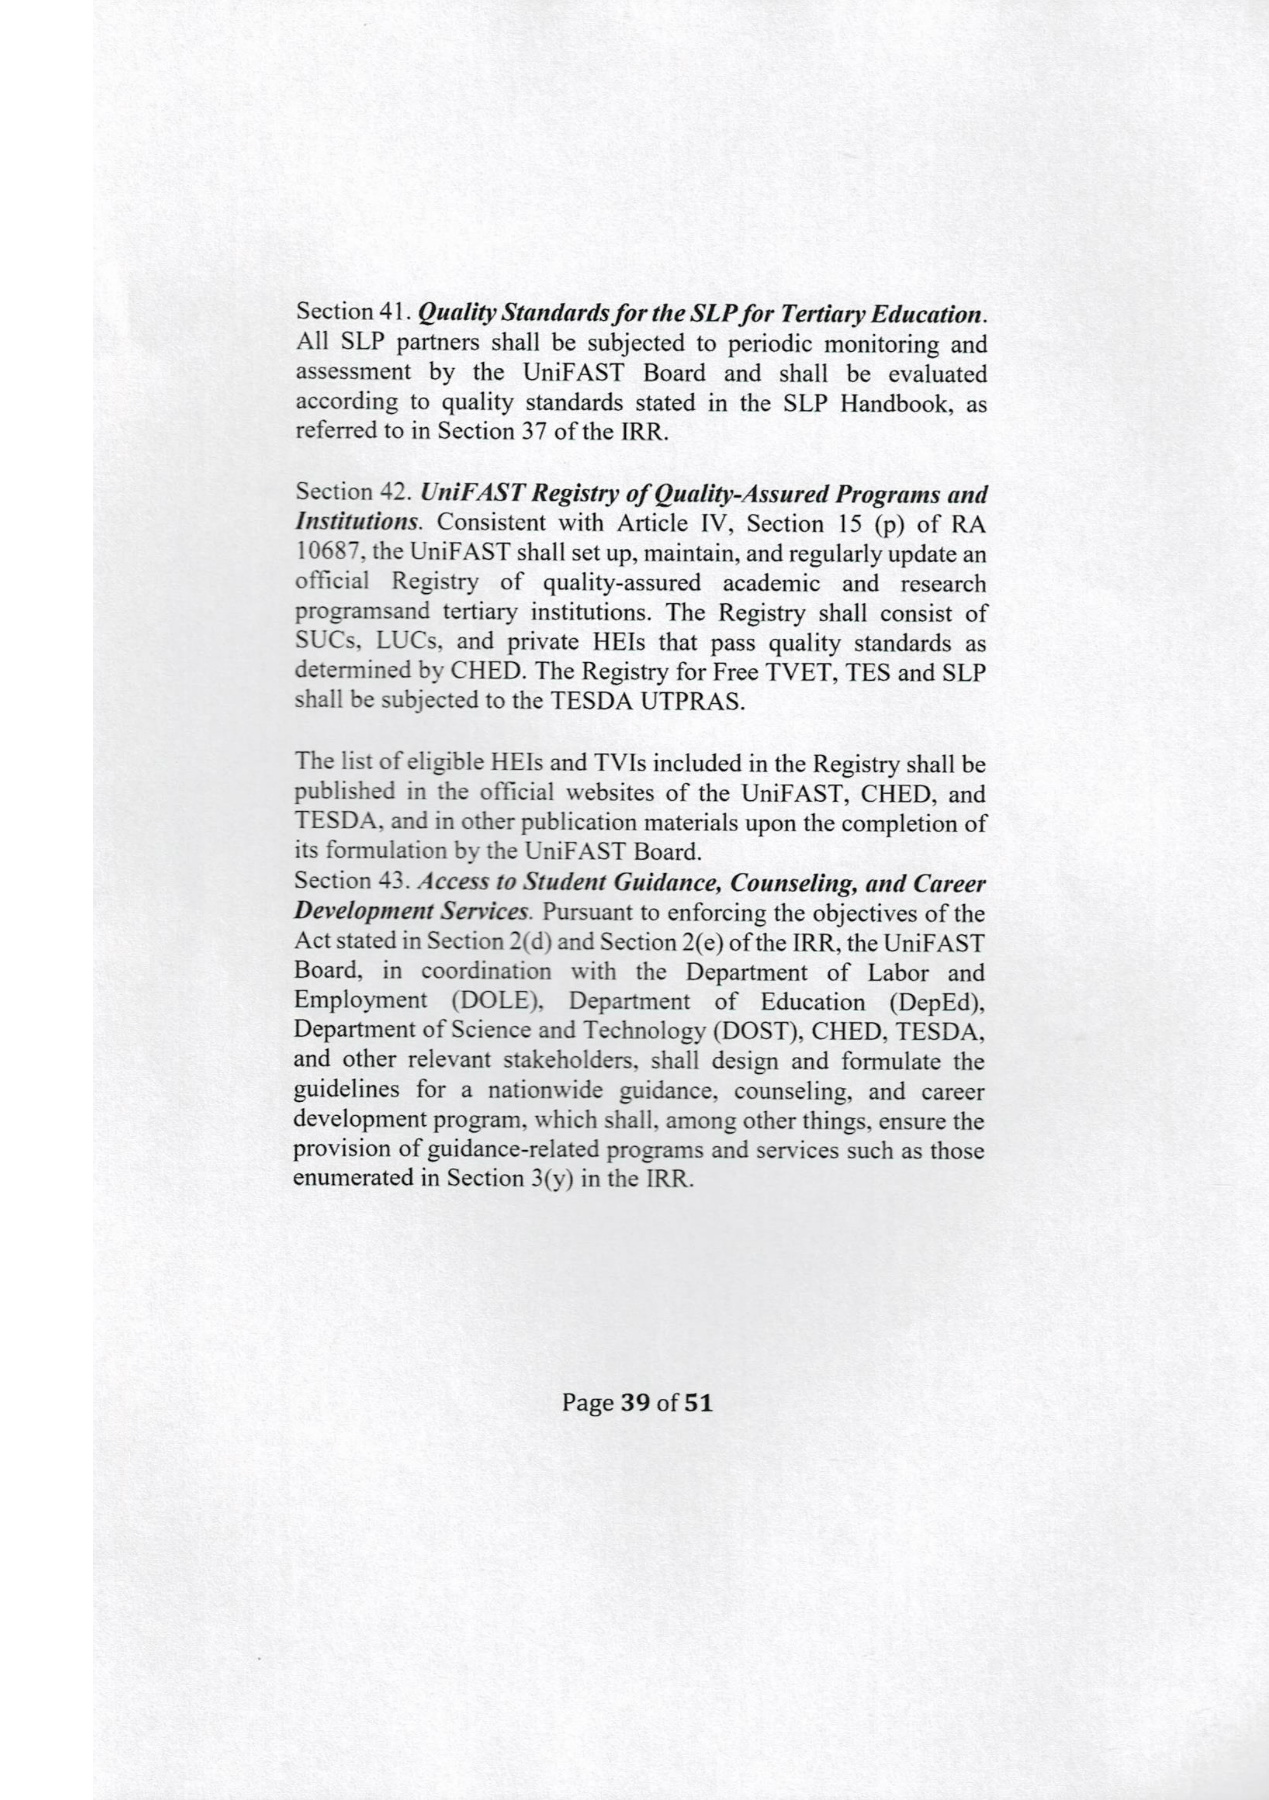 Section 41. Quality Standards for the SLP for Tertiary Education.
All SLP partners shall be subjected to periodic monitoring and
assessment by the UniFAST Board and shall be evaluated
according to quality standards stated in the SLP Handbook, as
referred to in Section 37 of the IRR.
Section 42. UniFAST Registry of Quality-Assured Programs and
Institutions. Consistent with Article IV, Section 15 (p) of RA
10687, the UniFAST shall set up, maintain, and regularly update an
official Registry of quality-assured academic and research
programsand tertiary institutions. The Registry shall consist of
SUCs, LUCs, and private HEIs that pass quality standards as
determined by CHED. The Registry for Free TVET, TES and SLP
shall be subjected to the TESDA UTPRAS.
The list of eligible HEIs and TVIs included in the Registry shall be
published in the official websites of the UniFAST, CHED, and
TESDA, and in other publication materials upon the completion of
its formulation by the UniFAST Board.
Section 43. Access to Student Guidance, Counseling, and Career
Development Services. Pursuant to enforcing the objectives of the
Act stated in Section 2(d) and Section 2(e) of the IRR, the UniFAST
Board, in coordination with the Department of Labor and
Employment (DOLE), Department of Education (DepEd),
Department of Science and Technology (DOST), CHED, TESDA,
and other relevant stakeholders, shall design and formulate the
guidelines for a nationwide guidance, counseling, and career
development program, which shall, among other things, ensure the
provision of guidance-related programs and services such as those
enumerated in Section 3(y) in the IRR.
Page 39 of 51